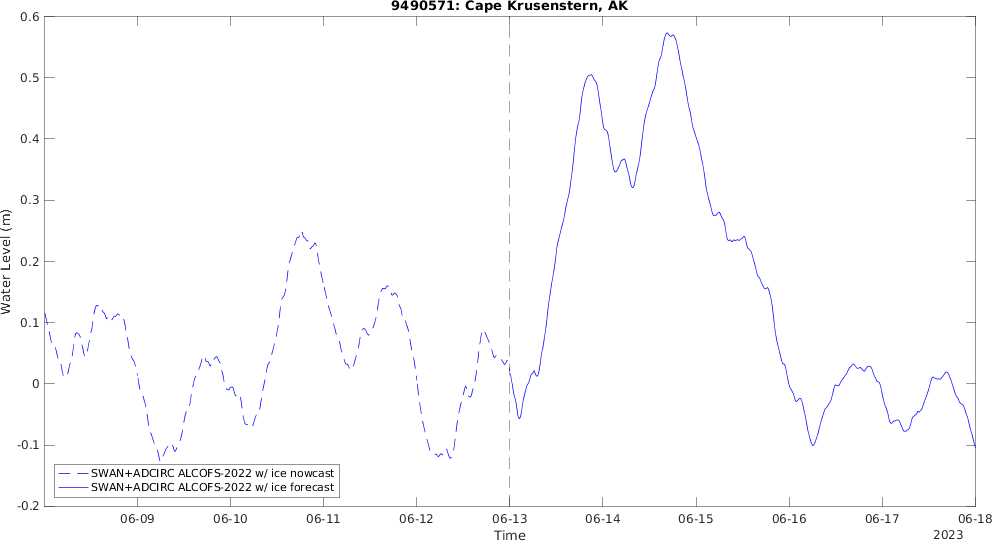 9490571: Cape Krusenstern, AK
0.6
0.5
0.4
0.3
0.2
0.1
0
-0.1
-0.2
Water Level (m)
SWAN+ADCIRC ALCOFS-2022 w/ ice nowcast
SWAN+ADCIRC ALCOFS-2022 w/ ice forecast
06-09 06-10 06-11 06-12 06-13 06-14 06-15 06-16 06-17 06-18
Time
2023